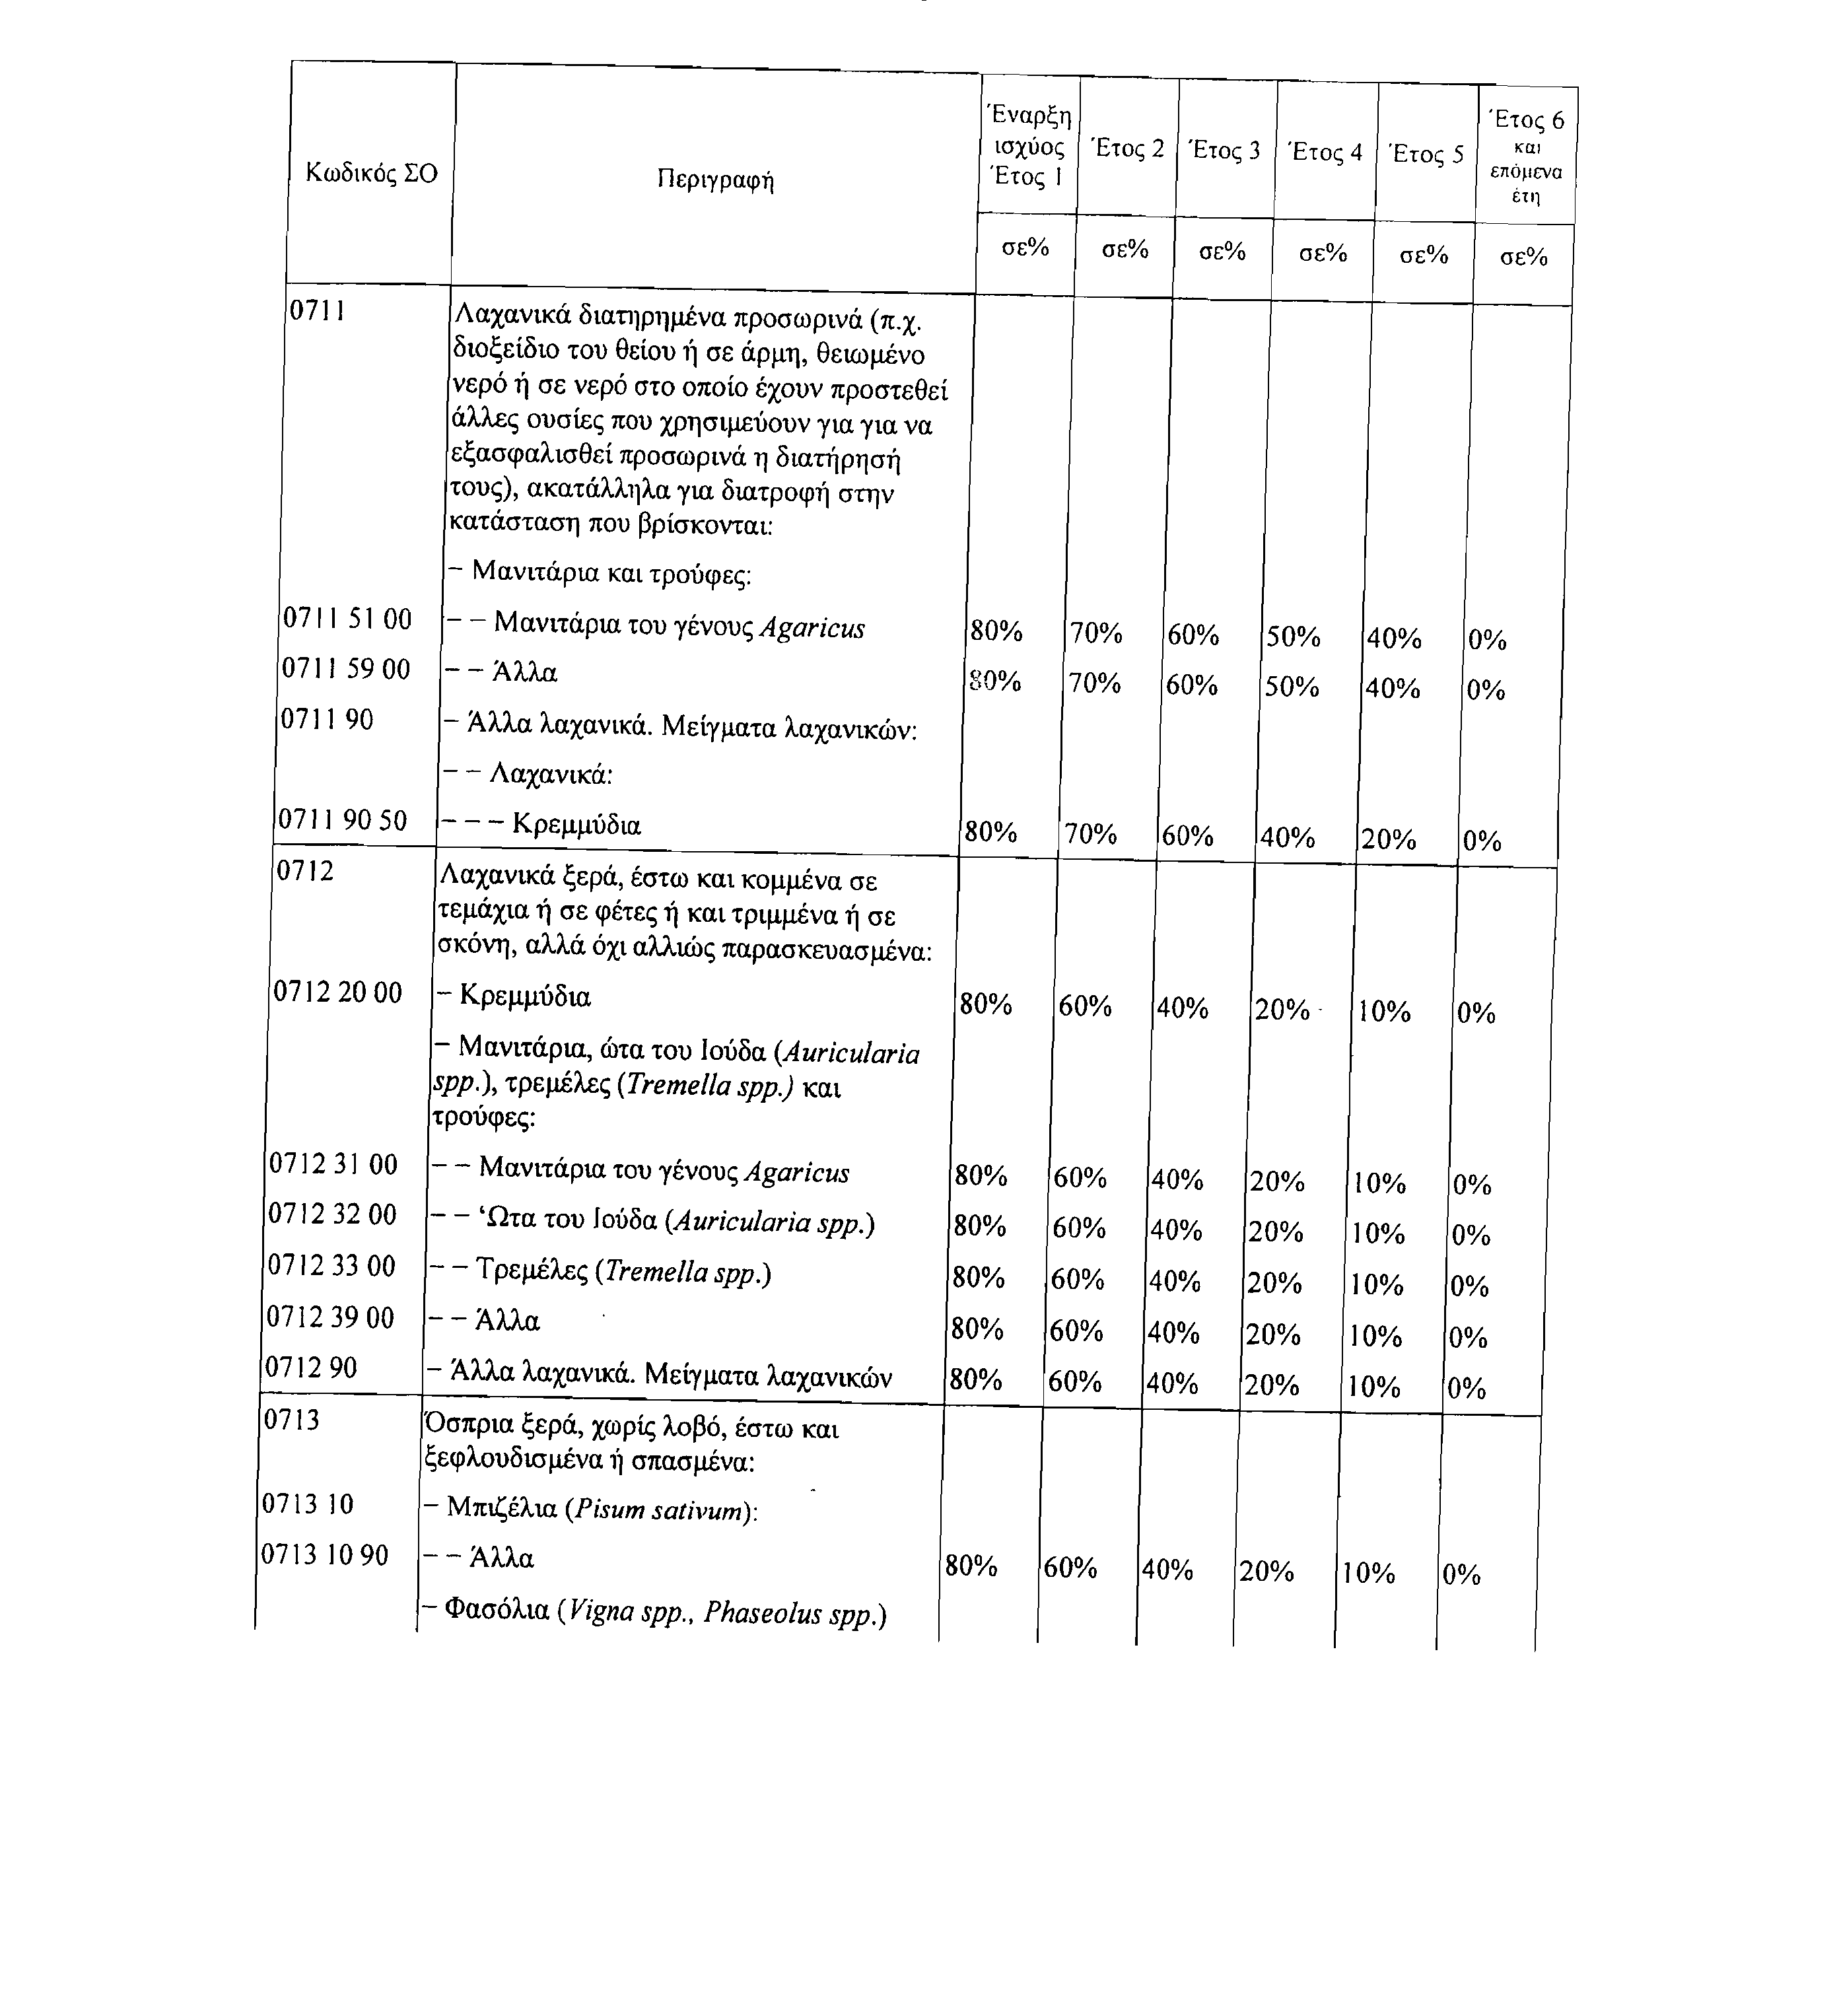 Κωδικός ΣΟ Περιγραφή Έναρξη ισχύος Έτος 1 Έτος 2 Έτος 3 Έτος 4 Έτος 5 Έτος 6 και επόμενα έτη
σε% σε% σε% σε% σε% σε%
0711 Λαχανικά διατηρημένα προσωρινά (π.χ.
διοξείδιο του θείου ή σε άρμη, θειωμένο
νερό ή σε νερό στο οποίο έχουν προστεθεί
άλλες ουσίες που χρησιμεύουν για για να
εξασφαλισθεί προσωρινά η διατήρησή
τους), ακατάλληλα για διατροφή στην
κατάσταση που βρίσκονται:
– Μανιτάρια και τρούφες:
0711 51 00 – – Μανιτάρια του γένους Agaricus 80% 70% 60% 50% 40% 0%
0711 59 00 – – Άλλα 80% 70% 60% 50% 40% 0%
0711 90 – Άλλα λαχανικά. Μείγματα λαχανικών:
– – Λαχανικά:
0711 90 50 – – – Κρεμμύδια 80% 70% 60% 40% 20% 0%
0712 Λαχανικά ξερά, έστω και κομμένα σε
τεμάχια ή σε φέτες ή και τριμμένα ή σε
σκόνη, αλλά όχι αλλιώς παρασκευασμένα:
0712 20 00 – Κρεμμύδια 80% 60% 40% 20% 10% 0%
– Μανιτάρια, ώτα του Ιούδα (Auricularia
spp.), τρεμέλες (Tremella spp.) και
τρούφες:
0712 31 00 – – Μανιτάρια του γένους Agaricus 80% 60% 40% 20% 10% 0%
0712 32 00 – – ‘Ωτα του Ιούδα (Auricularia spp.) 80% 60% 40% 20% 10% 0%
0712 33 00 – – Τρεμέλες (Tremella spp.) 80% 60% 40% 20% 10% 0%
0712 39 00 – – Άλλα 80% 60% 40% 20% 10% 0%
0712 90 – Άλλα λαχανικά. Μείγματα λαχανικών 80% 60% 40% 20% 10% 0%
0713 Όσπρια ξερά, χωρίς λοβό, έστω και
ξεφλουδισμένα ή σπασμένα:
0713 10 – Μπιζέλια (Pisum sativum):
0713 10 90 – – Άλλα 80% 60% 40% 20% 10% 0%
– Φασόλια (Vigna spp., Phaseolus spp.)